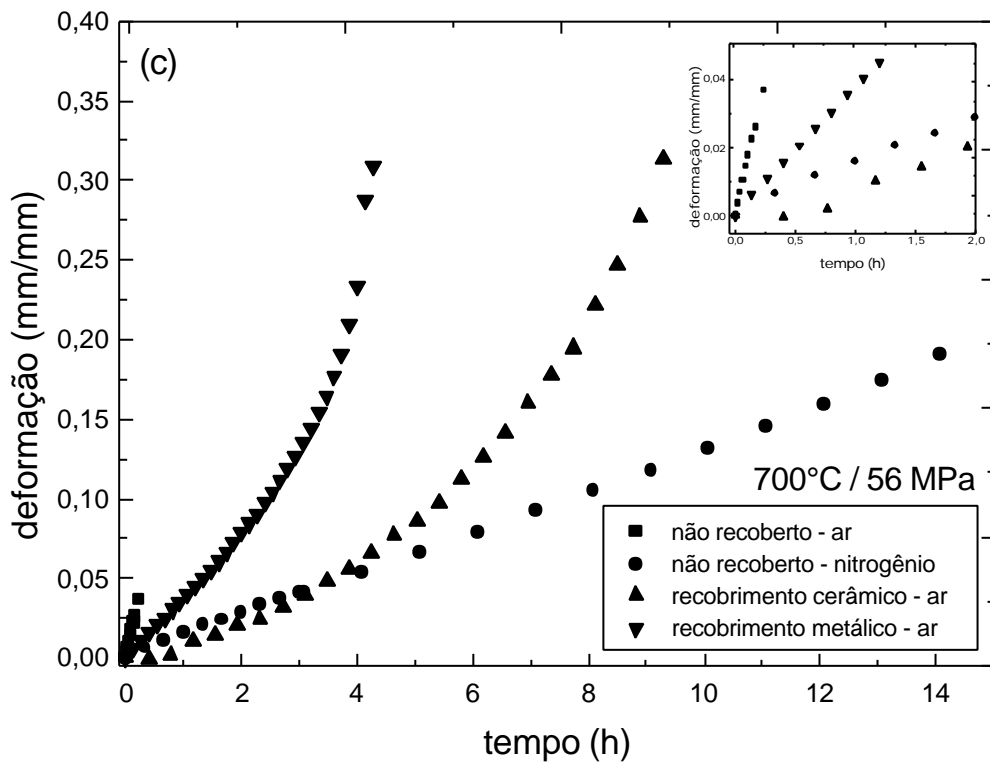 (c)
0,40
0,35
0,30
0,25
0,20
0,15
0,10
0,05
0,00
deformação (mm/mm)
0 2 4 6 8 10 12 14
tempo (h)
0,04
0,02
0,00
deformação (mm/mm)
0,0 0,5 1,0 1,5 2,0
tempo (h)
700°C / 56 MPa
não recoberto - ar
não recoberto - nitrogênio
recobrimento cerâmico - ar
recobrimento metálico - ar